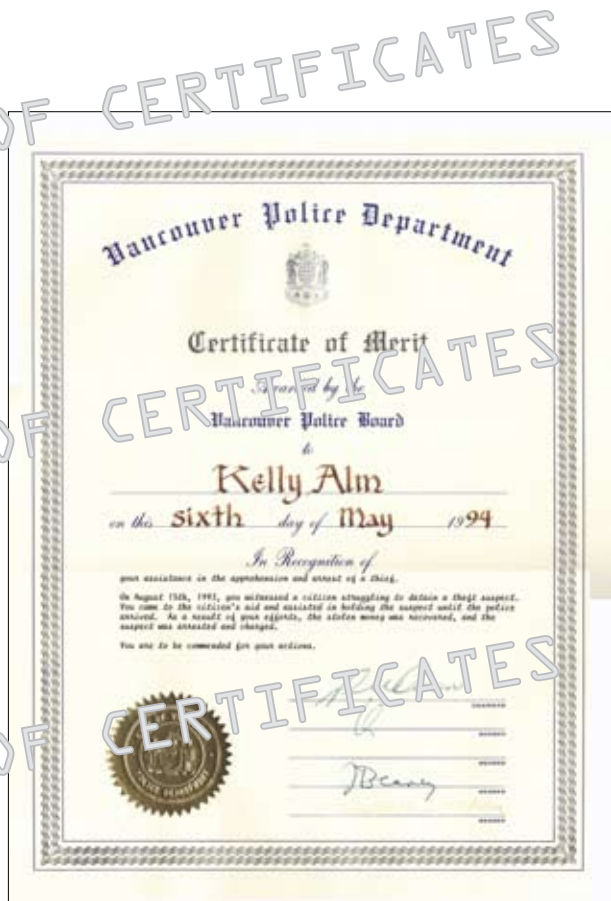 OF CERTIFICATES
Vancouver Police Department
Certificate of Merit
OF CERTIFICATES
Awarded by the
Vancouver Police Board
to
Kelly Alm
on this sixth day of May 1994
In Recognition of
your assistance in the apprehension and arrest of a thief.
On August 15th, 1993, you witnessed a citizen struggling to detain a theft suspect.
You came to the citizen's aid and assisted in holding the suspect until the police
arrived. As a result of your efforts, the stolen money was recovered, and the
suspect was arrested and charged.
You are to be commended for your actions.
OF CERTIFICATES
POLICE DEPARTMENT